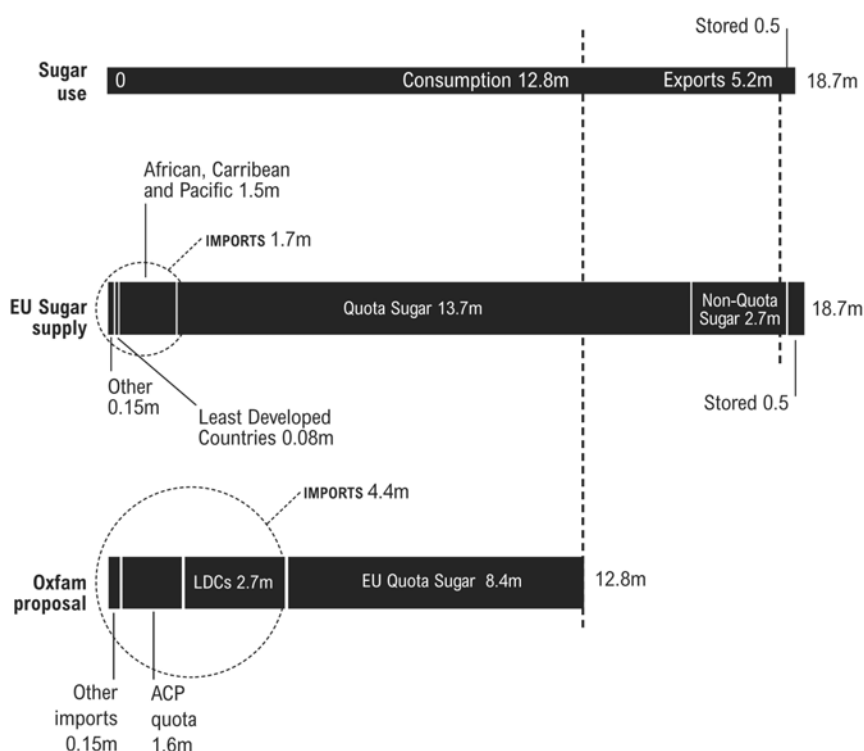 Stored 0.5
Sugar
use
0
Consumption 12.8m
Exports 5.2m
18.7m
African, Carribean
and Pacific 1.5m
IMPORTS 1.7m
EU Sugar
supply
Quota Sugar 13.7m
Non-Quota
Sugar 2.7m
18.7m
Other
0.15m
Least Developed
Countries 0.08m
Stored 0.5
IMPORTS 4.4m
Oxfam
proposal
LDCs 2.7m
EU Quota Sugar 8.4m
12.8m
Other
imports
0.15m
ACP
quota
1.6m